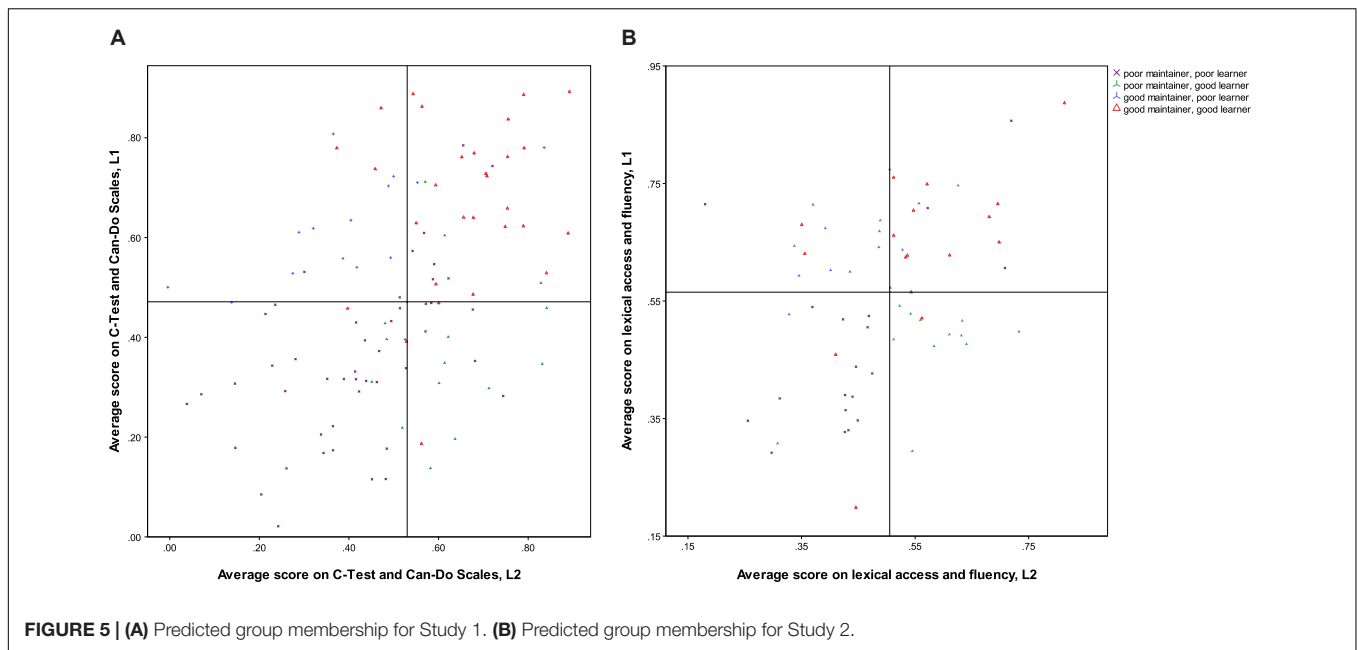 A
B
Average score on C-Test and Can-Do Scales, L1
.80
.60
.40
.20
.00
.00 .20 .40 .60 .80
Average score on C-Test and Can-Do Scales, L2
Average score on lexical access and fluency, L1
.95
.75
.55
.35
.15
.15 .35 .55 .75
Average score on lexical access and fluency, L2
poor maintainer, poor learner
poor maintainer, good learner
good maintainer, poor learner
good maintainer, good learner
FIGURE 5 | (A) Predicted group membership for Study 1. (B) Predicted group membership for Study 2.